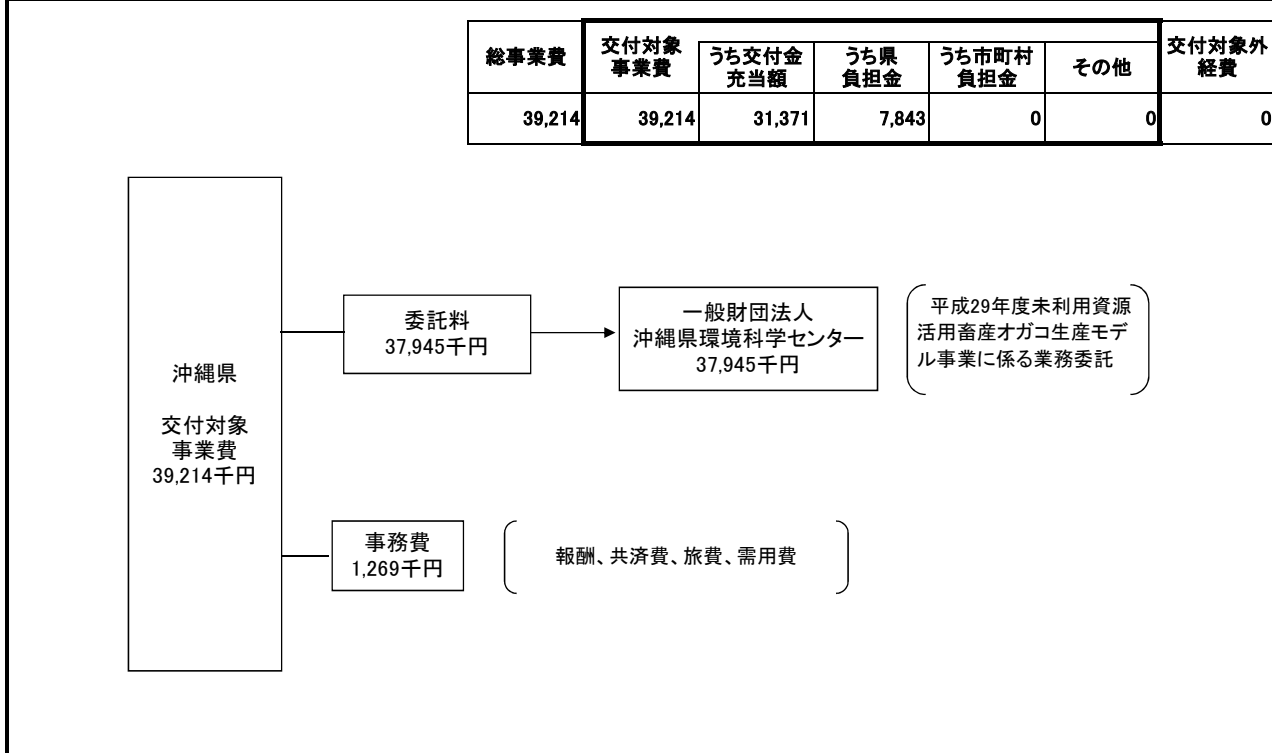 総事業費
交付対象
事業費
うち交付金
充当額
うち県
負担金
うち市町村
負担金
その他
交付対象外
経費
39,214
39,214
31,371
7,843
0
0
0
沖縄県
交付対象
事業費
39,214千円
委託料
37,945千円
一般財団法人
沖縄県環境科学センター
37,945千円
平成29年度未利用資源
活用畜産オガコ生産モデ
ル事業に係る業務委託
事務費
1,269千円
報酬、共済費、旅費、需用費